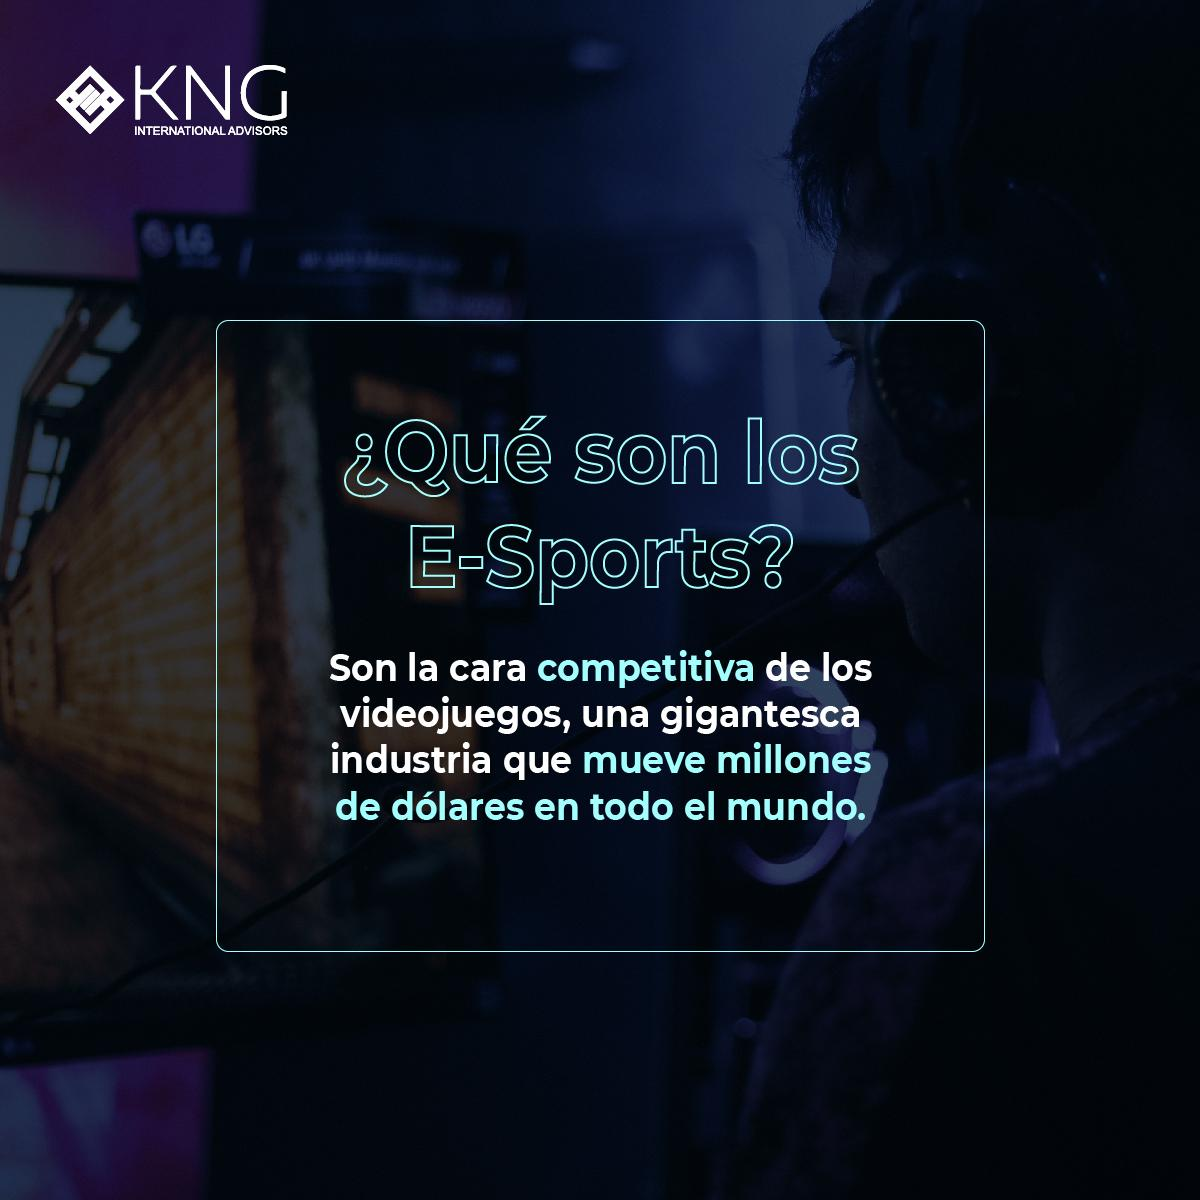 KNG
INTERNATIONAL ADVISORS
LG
¿Qué son los
E-Sports?
Son la cara competitiva de los
videojuegos, una gigantesca
industria que mueve millones
de dólares en todo el mundo.